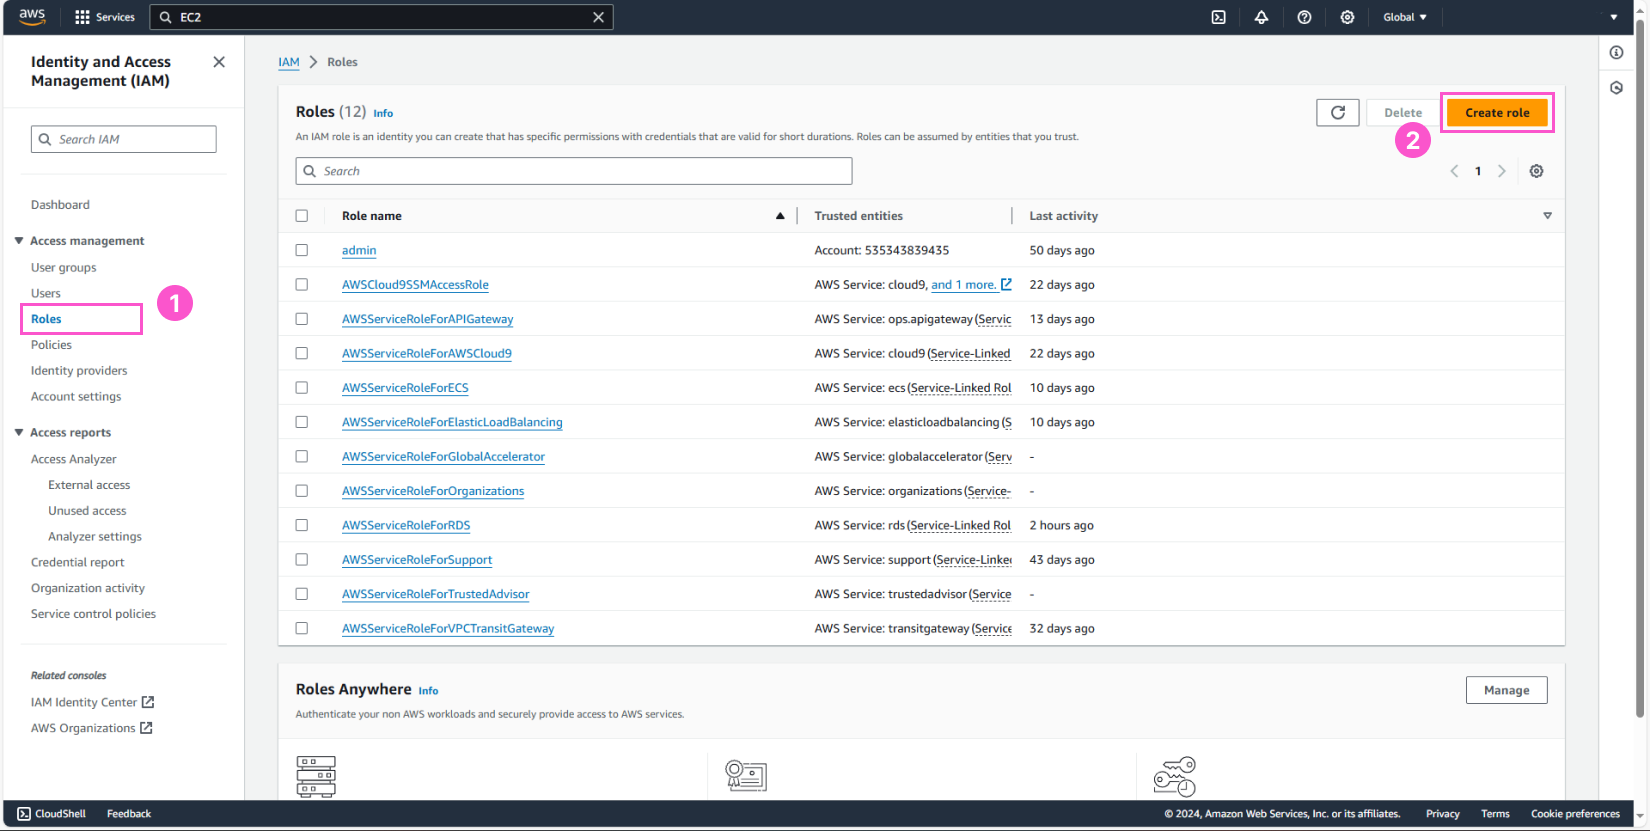 aws
Services
EC2
Global
Identity and Access
Management (IAM)
Search IAM
Dashboard
Access management
User groups
Users
Roles
1
Policies
Identity providers
Account settings
Access reports
Access Analyzer
External access
Unused access
Analyzer settings
Credential report
Organization activity
Service control policies
Related consoles
IAM Identity Center
AWS Organizations
IAM > Roles
Roles (12) Info
An IAM role is an identity you can create that has specific permissions with credentials that are valid for short durations. Roles can be assumed by entities that you trust.
Delete
Create role
2
Search
1
Role name Trusted entities Last activity
admin Account: 535343839435 50 days ago
AWSCloud9SSMAccessRole AWS Service: cloud9, and 1 more. 22 days ago
AWSServiceRoleForAPIGateway AWS Service: ops.apigateway (Servic 13 days ago
AWSServiceRoleForAWSCloud9 AWS Service: cloud9 (Service-Linked 22 days ago
AWSServiceRoleForECS AWS Service: ecs (Service-Linked Rol 10 days ago
AWSServiceRoleForElasticLoadBalancing AWS Service: elasticloadbalancing (S 10 days ago
AWSServiceRoleForGlobalAccelerator AWS Service: globalaccelerator (Serv -
AWSServiceRoleForOrganizations AWS Service: organizations (Service- -
AWSServiceRoleForRDS AWS Service: rds (Service-Linked Rol 2 hours ago
AWSServiceRoleForSupport AWS Service: support (Service-Linked 43 days ago
AWSServiceRoleForTrustedAdvisor AWS Service: trustedadvisor (Service -
AWSServiceRoleForVPCTransitGateway AWS Service: transitgateway (Service 32 days ago
Roles Anywhere Info
Authenticate your non AWS workloads and securely provide access to AWS services.
Manage
CloudShell Feedback © 2024, Amazon Web Services, Inc. or its affiliates. Privacy Terms Cookie preferences